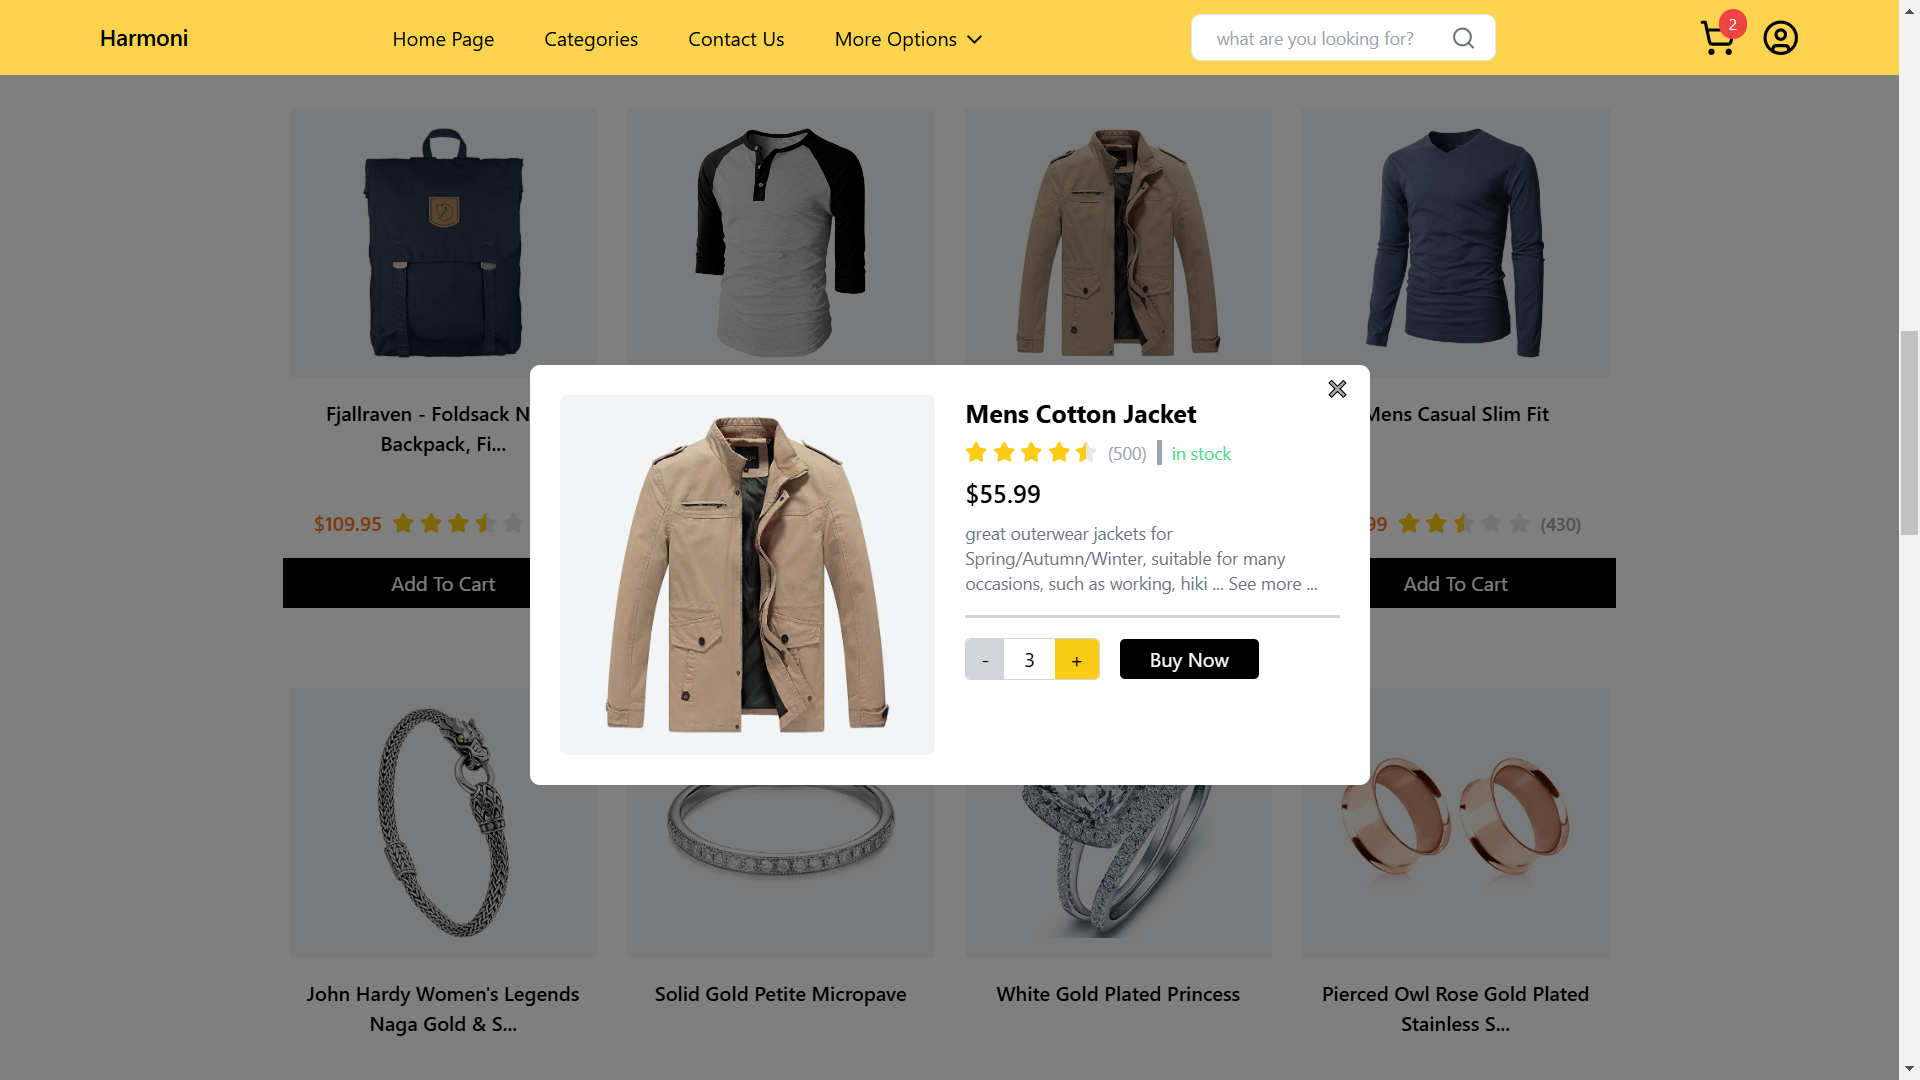 Harmoni
Home Page
Categories
Contact Us
More Options
what are you looking for?
2
Fjallraven - Foldsack N
Backpack, Fi...
$109.95
Add To Cart
Mens Cotton Jacket
(500)
in stock
$55.99
great outerwear jackets for
Spring/Autumn/Winter, suitable for many
occasions, such as working, hiki ... See more ...
-
3
+
Buy Now
Mens Casual Slim Fit
99
(430)
Add To Cart
John Hardy Women's Legends
Naga Gold & S...
Solid Gold Petite Micropave
White Gold Plated Princess
Pierced Owl Rose Gold Plated
Stainless S...